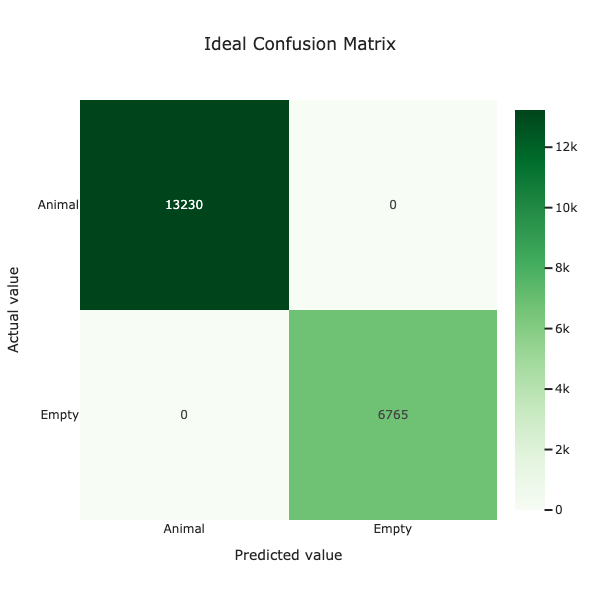 Ideal Confusion Matrix
Actual value
Animal
13230
0
Empty
0
6765
Animal
Empty
Predicted value
12k
10k
8k
6k
4k
2k
0